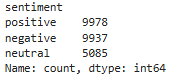 sentiment
positive    9978
negative    9937
neutral     5085
Name: count, dtype: int64